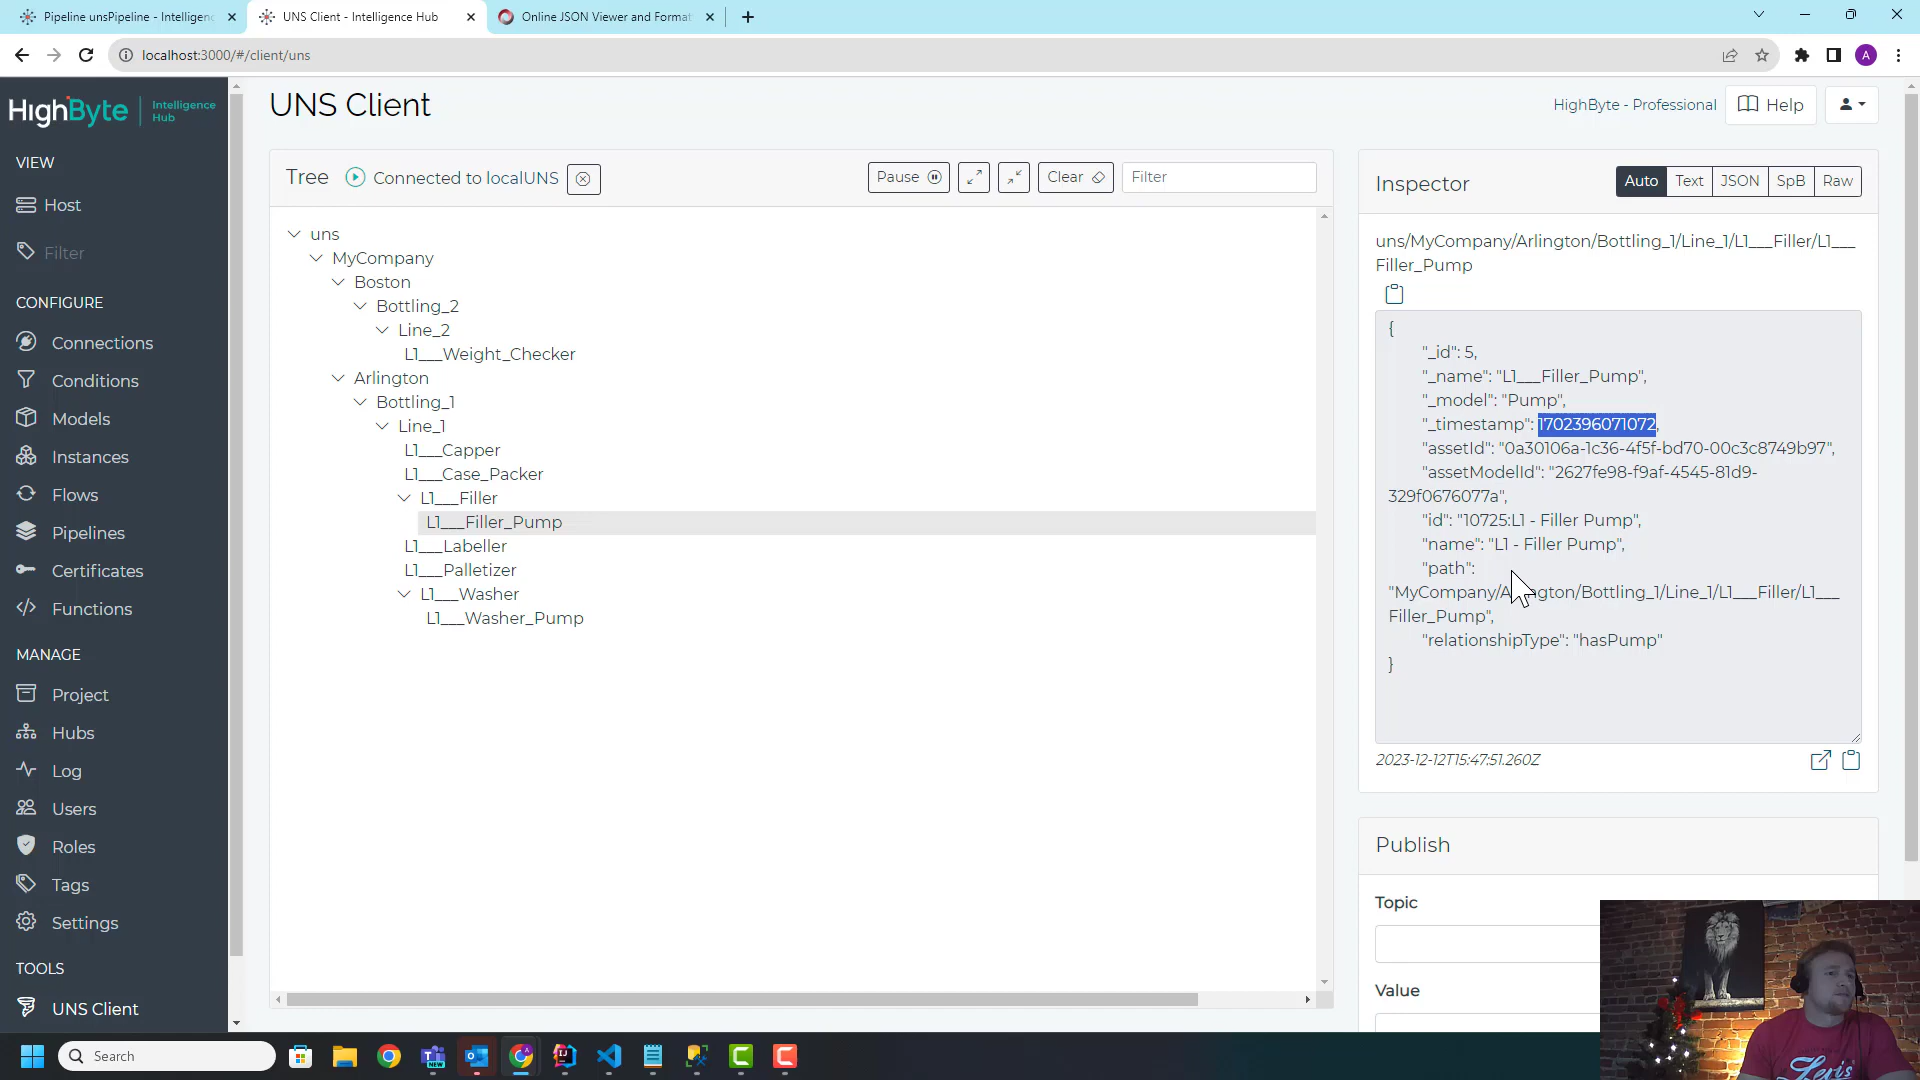 Pipeline unsPipeline - Intelligenc
UNS Client - Intelligence Hub
Online JSON Viewer and Format
localhost:3000/#/client/uns
A
HighByte
Intelligence
Hub
UNS Client
HighByte - Professional
Help
VIEW
Host
Filter
CONFIGURE
Connections
Conditions
Models
Instances
Flows
Pipelines
Certificates
Functions
MANAGE
Project
Hubs
Log
Users
Roles
Tags
Settings
TOOLS
UNS Client
Tree
Connected to localUNS
Pause
Clear
Filter
uns
MyCompany
Boston
Bottling_2
Line_2
L1___Weight_Checker
Arlington
Bottling_1
Line_1
L1___Capper
L1___Case_Packer
L1___Filler
L1___Filler_Pump
L1___Labeller
L1___Palletizer
L1___Washer
L1___Washer_Pump
Inspector
Auto
Text
JSON
SpB
Raw
uns/MyCompany/Arlington/Bottling_1/Line_1/L1___Filler/L1___
Filler_Pump
{
"_id": 5,
"_name": "L1___Filler_Pump",
"_model": "Pump",
"_timestamp": 1702396071072,
"assetId": "0a30106a-1c36-4f5f-bd70-00c3c8749b97",
"assetModelId": "2627fe98-f9af-4545-81d9-
329f0676077a",
"id": "10725:L1 - Filler Pump",
"name": "L1 - Filler Pump",
"path":
"MyCompany/Arlington/Bottling_1/Line_1/L1___Filler/L1___
Filler_Pump",
"relationshipType": "hasPump"
}
2023-12-12T15:47:51.260Z
Publish
Topic
Value
Search
NEW